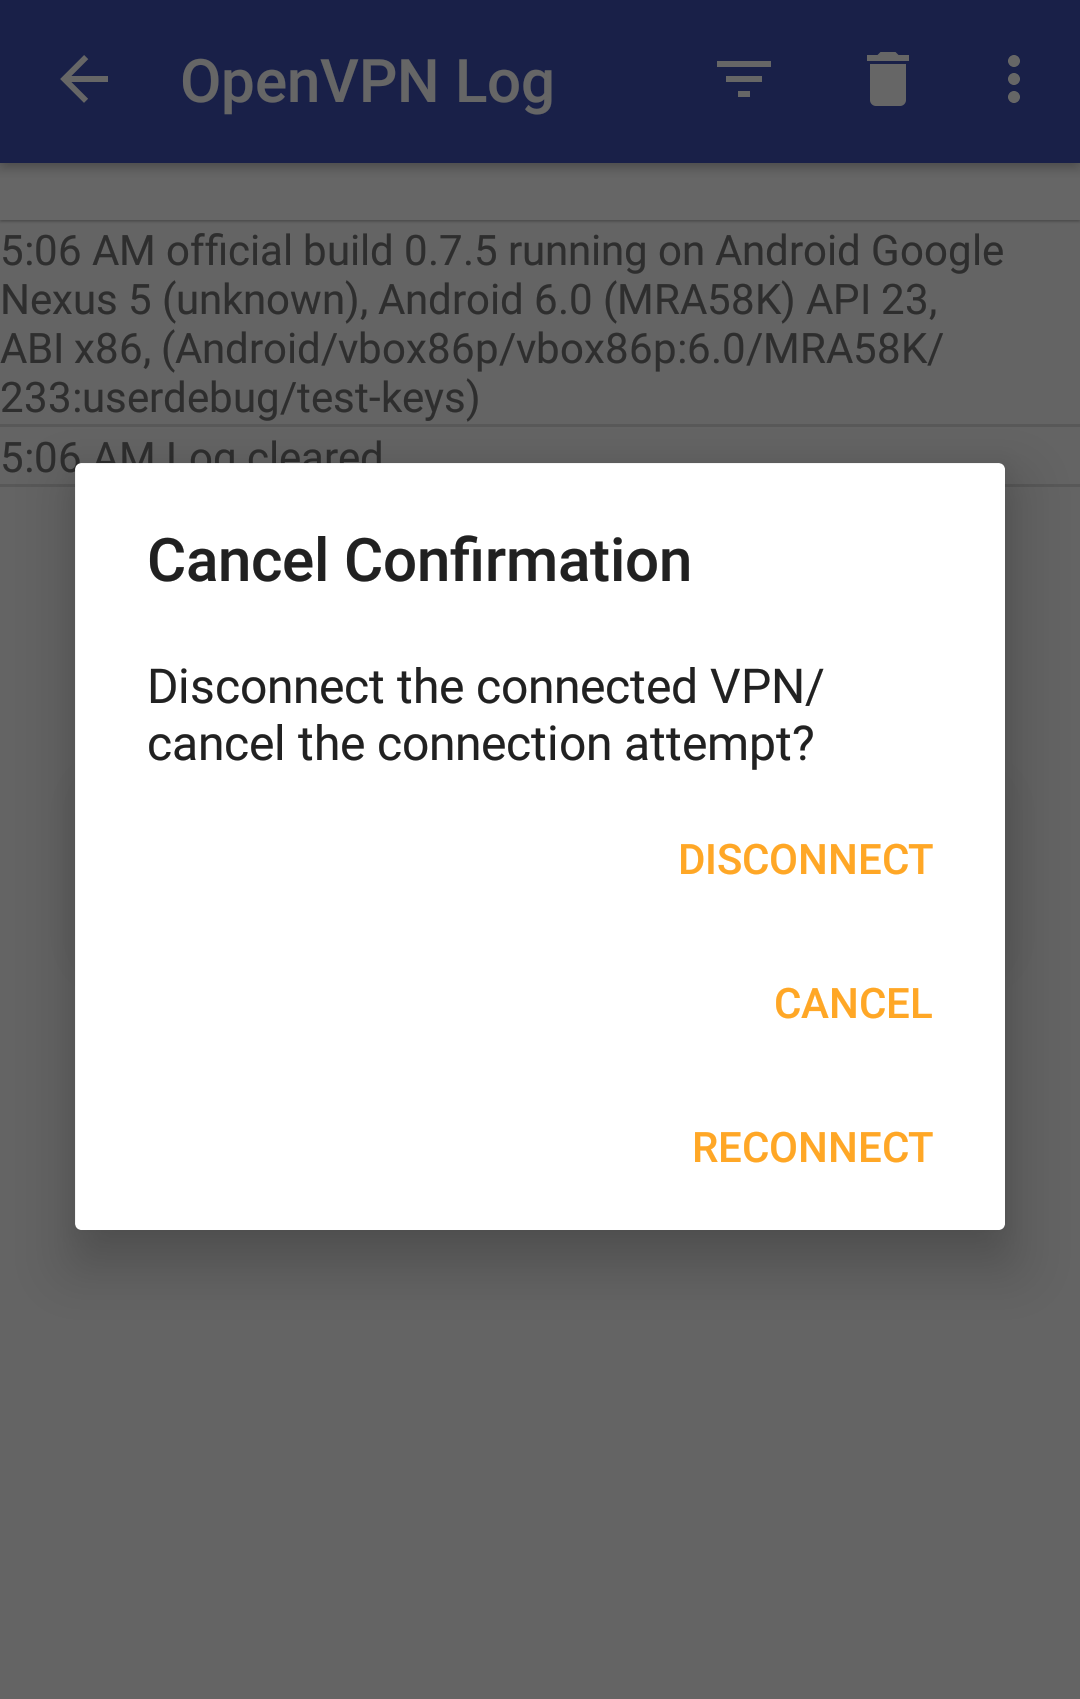 OpenVPN Log
5:06 AM official build 0.7.5 running on Android Google
Nexus 5 (unknown), Android 6.0 (MRA58K) API 23,
ABI x86, (Android/vbox86p/vbox86p:6.0/MRA58K/
233:userdebug/test-keys)
5:06 AM Log cleared
Cancel Confirmation
Disconnect the connected VPN/
cancel the connection attempt?
DISCONNECT
CANCEL
RECONNECT